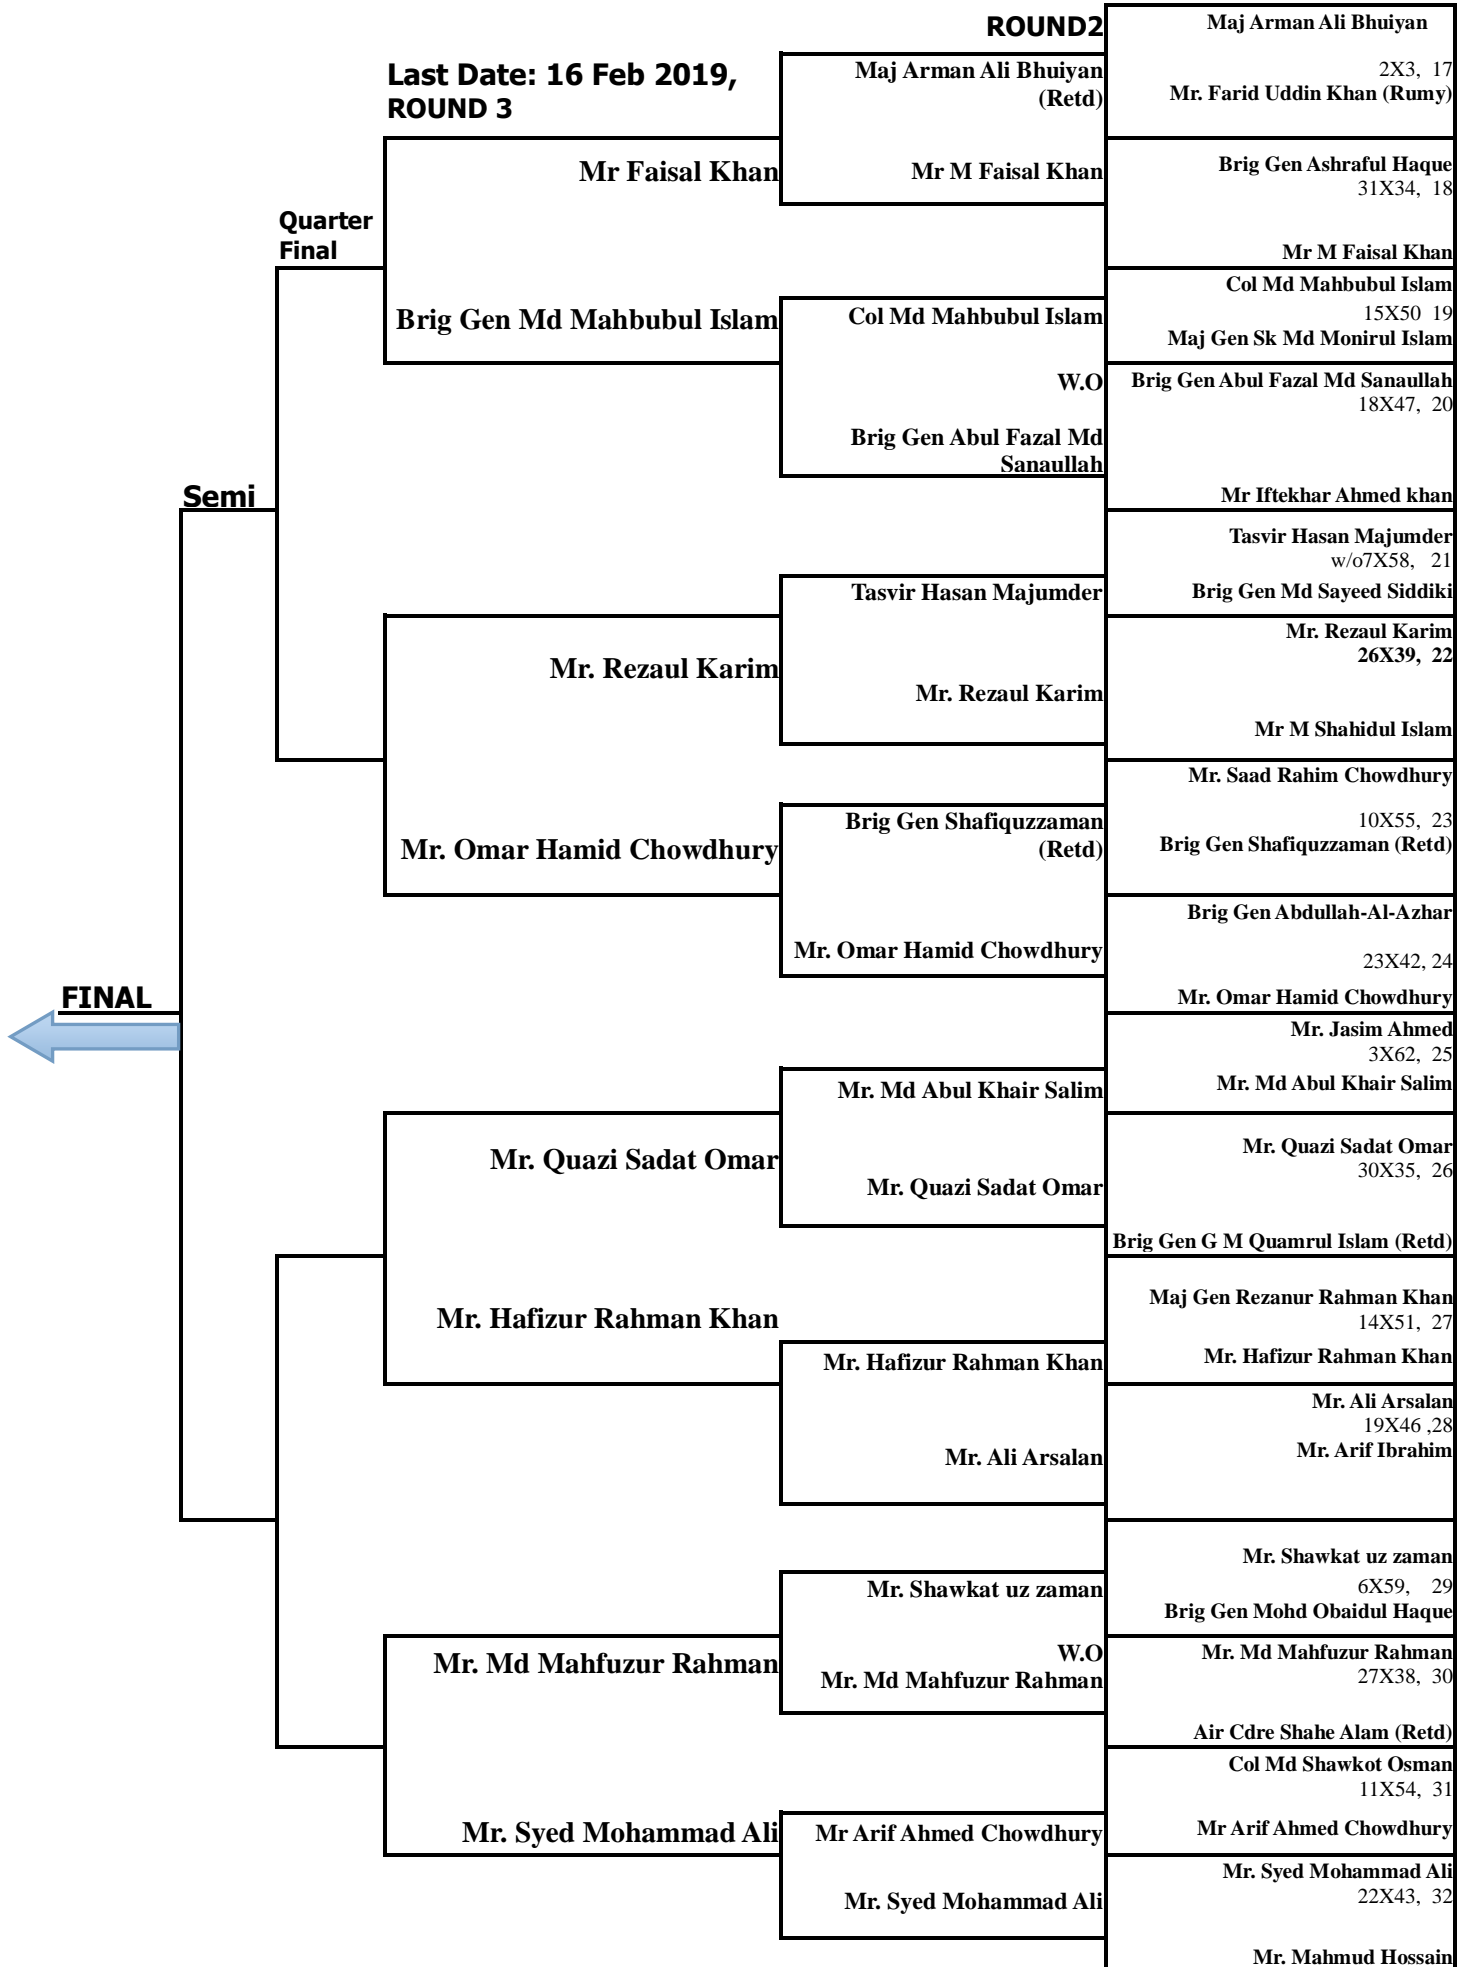 ROUND2
Maj Arman Ali Bhuiyan
2X3, 17
Mr. Farid Uddin Khan (Rumy)
Last Date: 16 Feb 2019,
ROUND 3
Maj Arman Ali Bhuiyan
(Retd)
Mr Faisal Khan
Mr M Faisal Khan
Brig Gen Ashraful Haque
31X34, 18
Mr M Faisal Khan
Quarter
Final
Col Md Mahbubul Islam
15X50 19
Maj Gen Sk Md Monirul Islam
Brig Gen Md Mahbubul Islam
Col Md Mahbubul Islam
W.O
Brig Gen Abul Fazal Md
Sanaullah
Brig Gen Abul Fazal Md Sanaullah
18X47, 20
Mr Iftekhar Ahmed khan
Semi
Tasvir Hasan Majumder
w/o7X58, 21
Brig Gen Md Sayeed Siddiki
Tasvir Hasan Majumder
Mr. Rezaul Karim
Mr. Rezaul Karim
Mr. Rezaul Karim
26X39, 22
Mr M Shahidul Islam
Mr. Saad Rahim Chowdhury
10X55, 23
Brig Gen Shafiquzzaman (Retd)
Brig Gen Shafiquzzaman
(Retd)
Mr. Omar Hamid Chowdhury
Mr. Omar Hamid Chowdhury
Brig Gen Abdullah-Al-Azhar
23X42, 24
Mr. Omar Hamid Chowdhury
FINAL
Mr. Jasim Ahmed
3X62, 25
Mr. Md Abul Khair Salim
Mr. Md Abul Khair Salim
Mr. Quazi Sadat Omar
Mr. Quazi Sadat Omar
Mr. Quazi Sadat Omar
30X35, 26
Brig Gen G M Quamrul Islam (Retd)
Maj Gen Rezanur Rahman Khan
14X51, 27
Mr. Hafizur Rahman Khan
Mr. Hafizur Rahman Khan
Mr. Hafizur Rahman Khan
Mr. Ali Arsalan
Mr. Ali Arsalan
19X46 ,28
Mr. Arif Ibrahim
Mr. Shawkat uz zaman
6X59, 29
Brig Gen Mohd Obaidul Haque
Mr. Shawkat uz zaman
W.O
Mr. Md Mahfuzur Rahman
Mr. Md Mahfuzur Rahman
Mr. Md Mahfuzur Rahman
27X38, 30
Air Cdre Shahe Alam (Retd)
Col Md Shawkot Osman
11X54, 31
Mr Arif Ahmed Chowdhury
Mr. Syed Mohammad Ali
Mr Arif Ahmed Chowdhury
Mr. Syed Mohammad Ali
Mr. Syed Mohammad Ali
22X43, 32
Mr. Mahmud Hossain